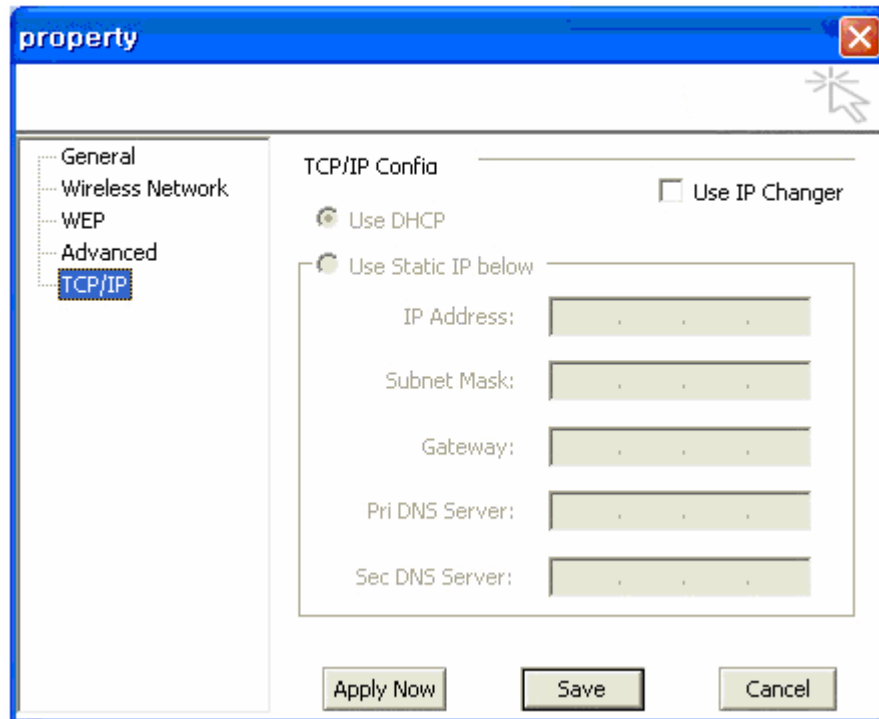 property
General
Wireless Network
WEP
Advanced
TCP/IP
TCP/IP Config
Use IP Changer
Use DHCP
Use Static IP below
IP Address:
Subnet Mask:
Gateway:
Pri DNS Server:
Sec DNS Server:
Apply Now
Save
Cancel